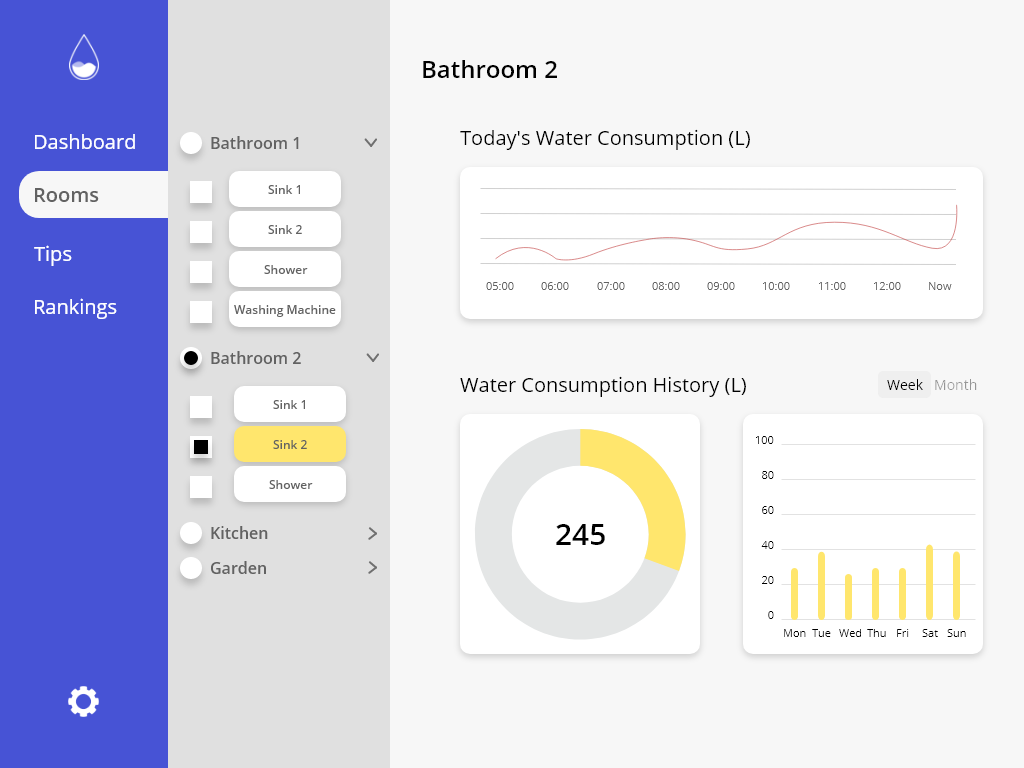 Dashboard
Rooms
Tips
Rankings
Bathroom 1
Sink 1
Sink 2
Shower
Washing Machine
Bathroom 2
Sink 1
Sink 2
Shower
Kitchen
Garden
Bathroom 2
Today's Water Consumption (L)
05:00 06:00 07:00 08:00 09:00 10:00 11:00 12:00 Now
Water Consumption History (L)
Week Month
245
100
80
60
40
20
0
Mon Tue Wed Thu Fri Sat Sun